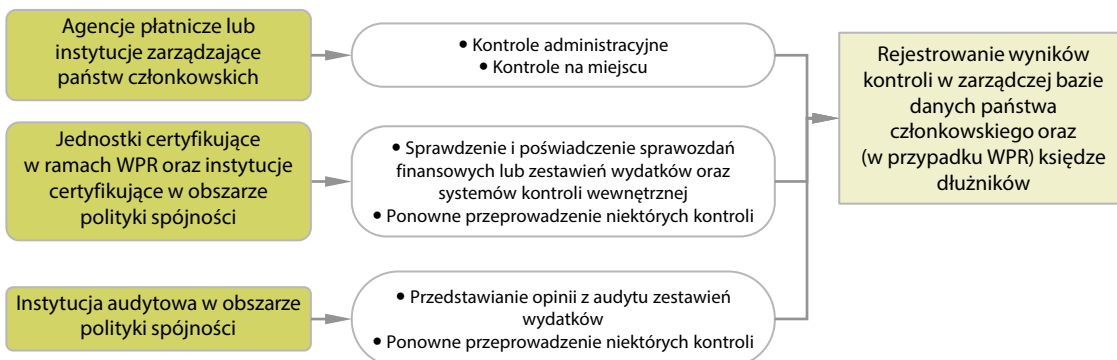 Agencje płatnicze lub
instytucje zarządzające
państw członkowskich
• Kontrole administracyjne
• Kontrole na miejscu
Rejestrowanie wyników
kontroli w zarządczej bazie
danych państwa
członkowskiego oraz
(w przypadku WPR) księdze
dłużników
Jednostki certyfikujące
w ramach WPR oraz instytucje
certyfikujące w obszarze
polityki spójności
• Sprawdzenie i poświadczenie sprawozdań
finansowych lub zestawień wydatków oraz
systemów kontroli wewnętrznej
• Ponowne przeprowadzenie niektórych kontroli
Instytucja audytowa w obszarze
polityki spójności
• Przedstawianie opinii z audytu zestawień
wydatków
• Ponowne przeprowadzenie niektórych kontroli